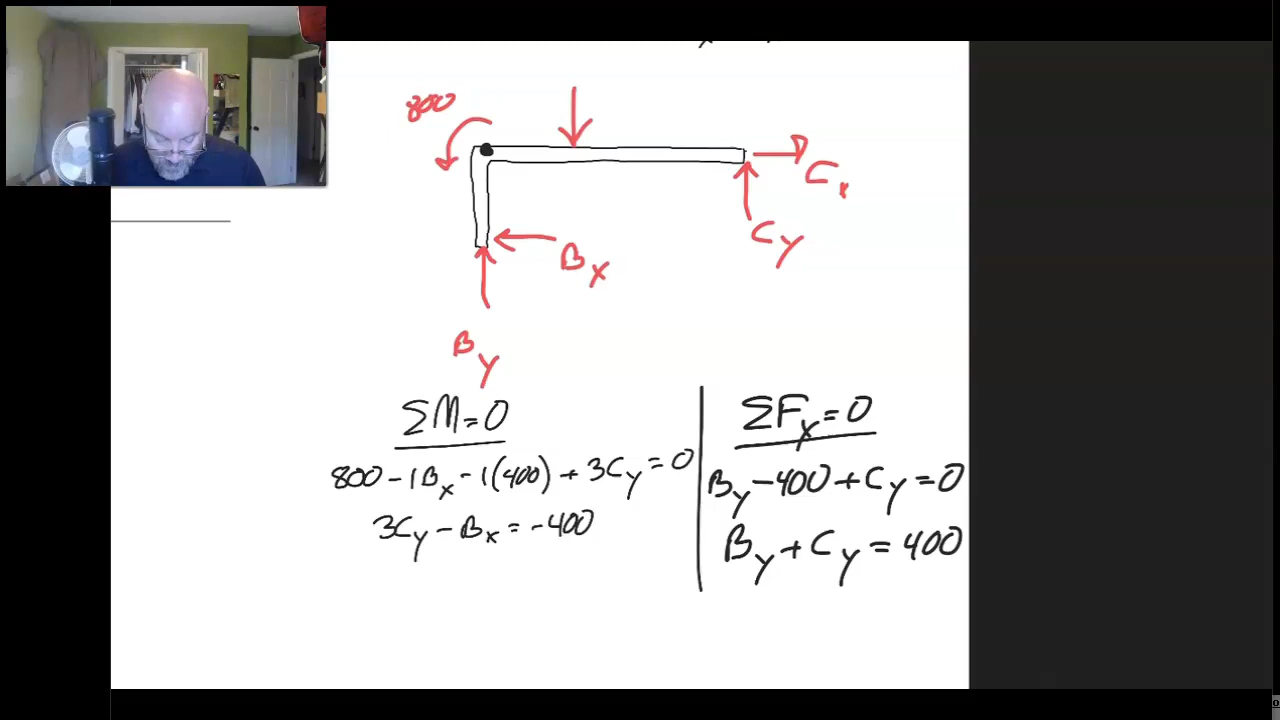 800
Cx
Cy
Bx
By
ΣM=0
800 - 1Bx - 1(400) + 3Cy = 0
3Cy - Bx = -400
ΣFx = 0
By - 400 + Cy = 0
By + Cy = 400